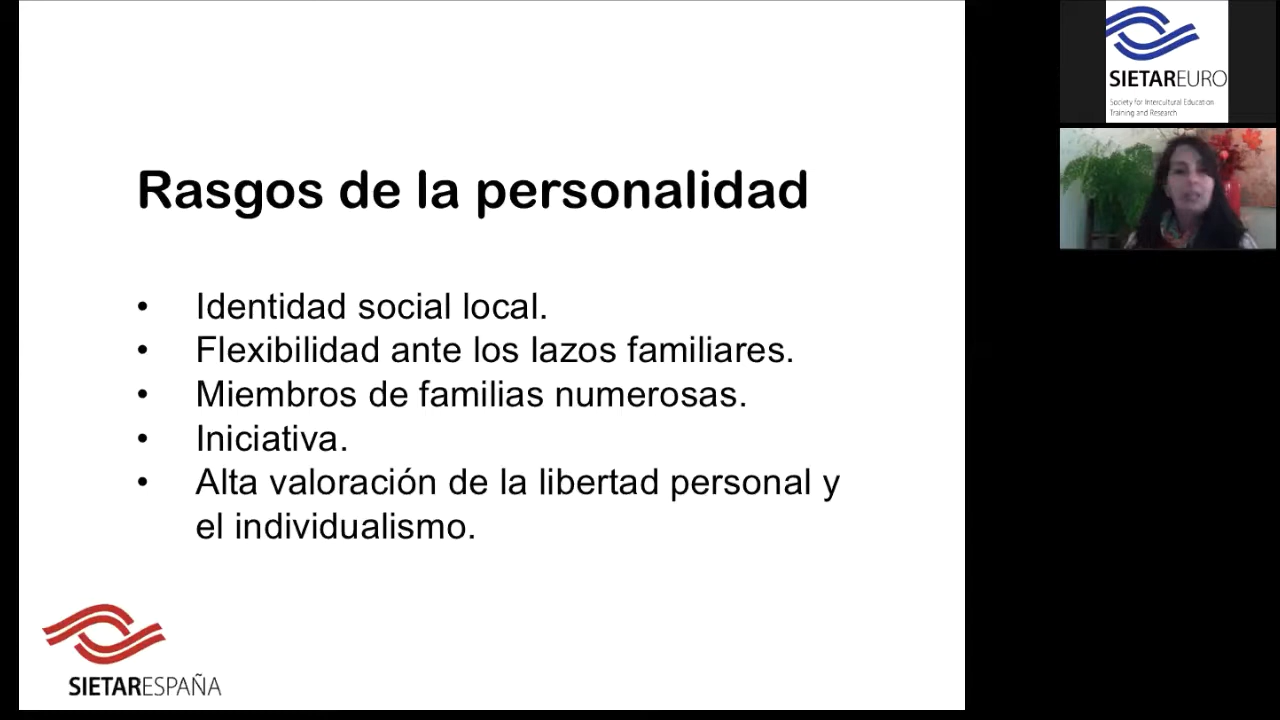 Rasgos de la personalidad
• Identidad social local.
• Flexibilidad ante los lazos familiares.
• Miembros de familias numerosas.
• Iniciativa.
• Alta valoración de la libertad personal y
el individualismo.
SIETARESPAÑA
SIETAREURO
Society for Intercultural Education
Training and Research